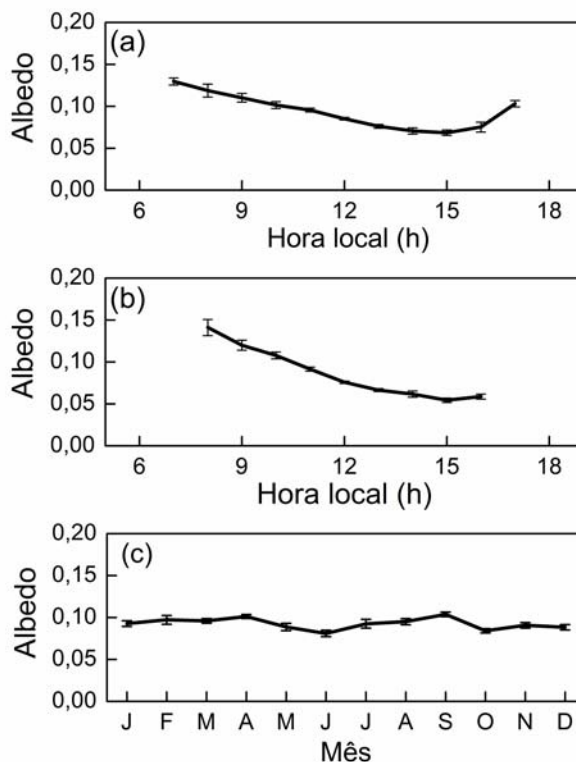 (a)
Albedo
0,20
0,15
0,10
0,05
0,00
6 9 12 15 18
Hora local (h)
(b)
Albedo
0,20
0,15
0,10
0,05
0,00
6 9 12 15 18
Hora local (h)
(c)
Albedo
0,20
0,15
0,10
0,05
0,00
J F M A M J J A S O N D
Mês